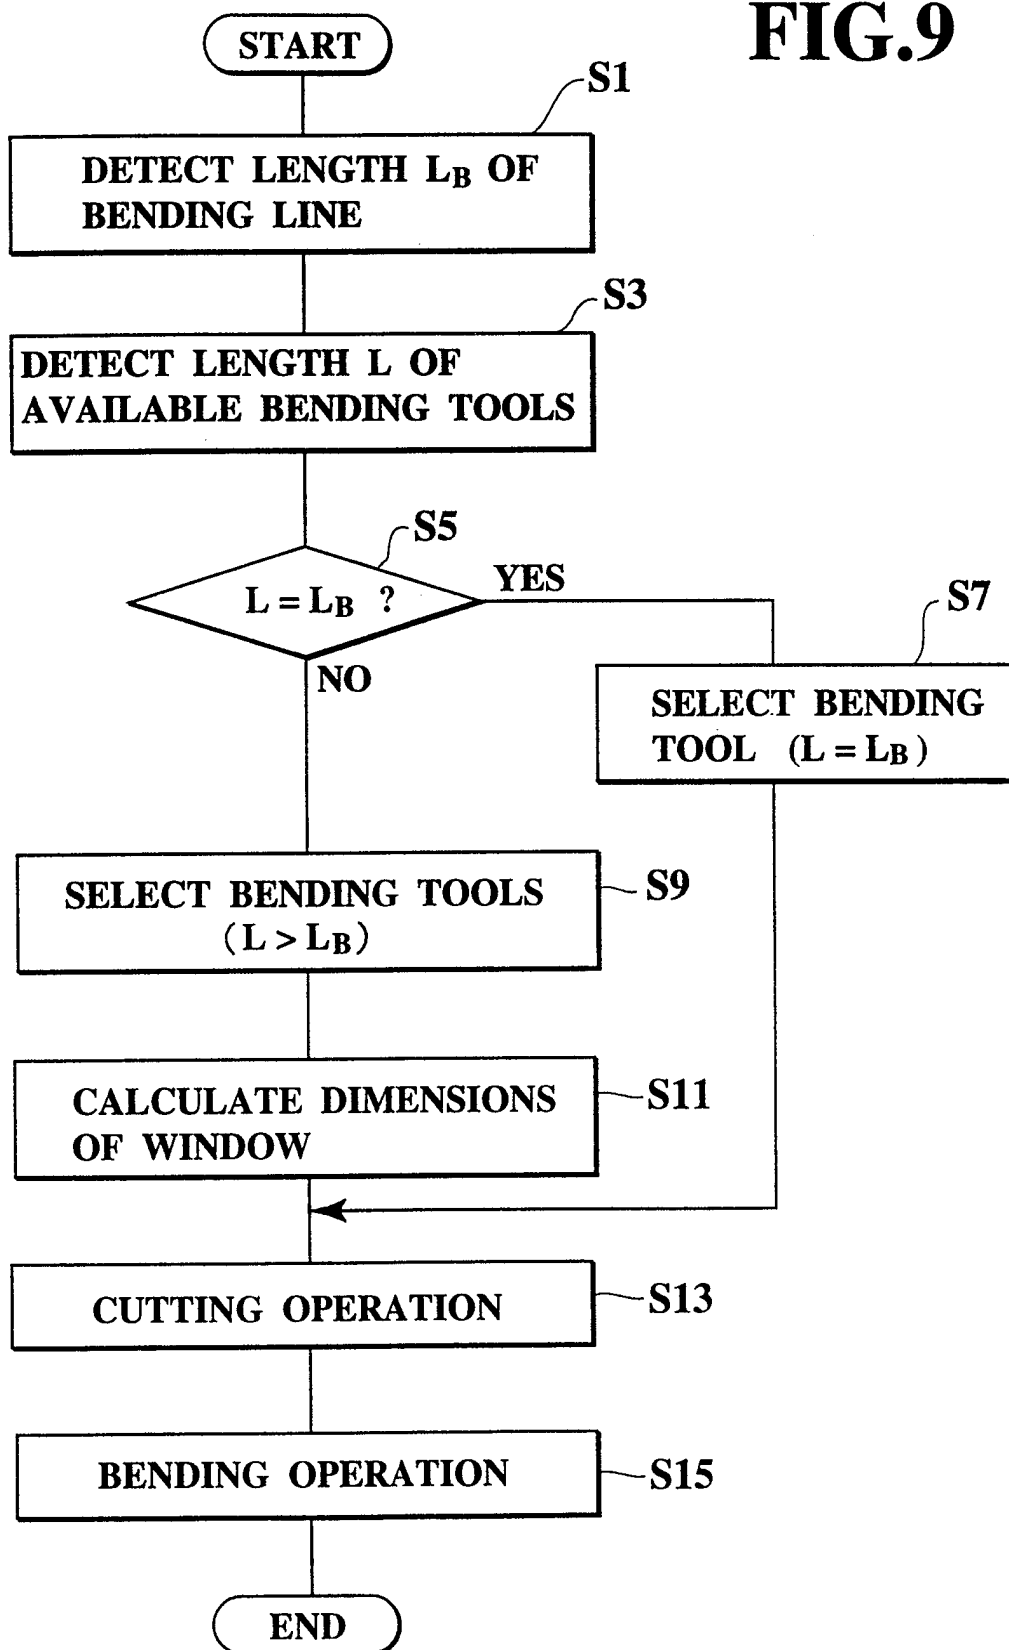 FIG.9
START
S1
DETECT LENGTH LB OF
BENDING LINE
S3
DETECT LENGTH L OF
AVAILABLE BENDING TOOLS
S5
L = LB ?
YES
NO
S7
SELECT BENDING
TOOL (L = LB)
SELECT BENDING TOOLS
(L > LB)
S9
CALCULATE DIMENSIONS
OF WINDOW
S11
CUTTING OPERATION
S13
BENDING OPERATION
S15
END